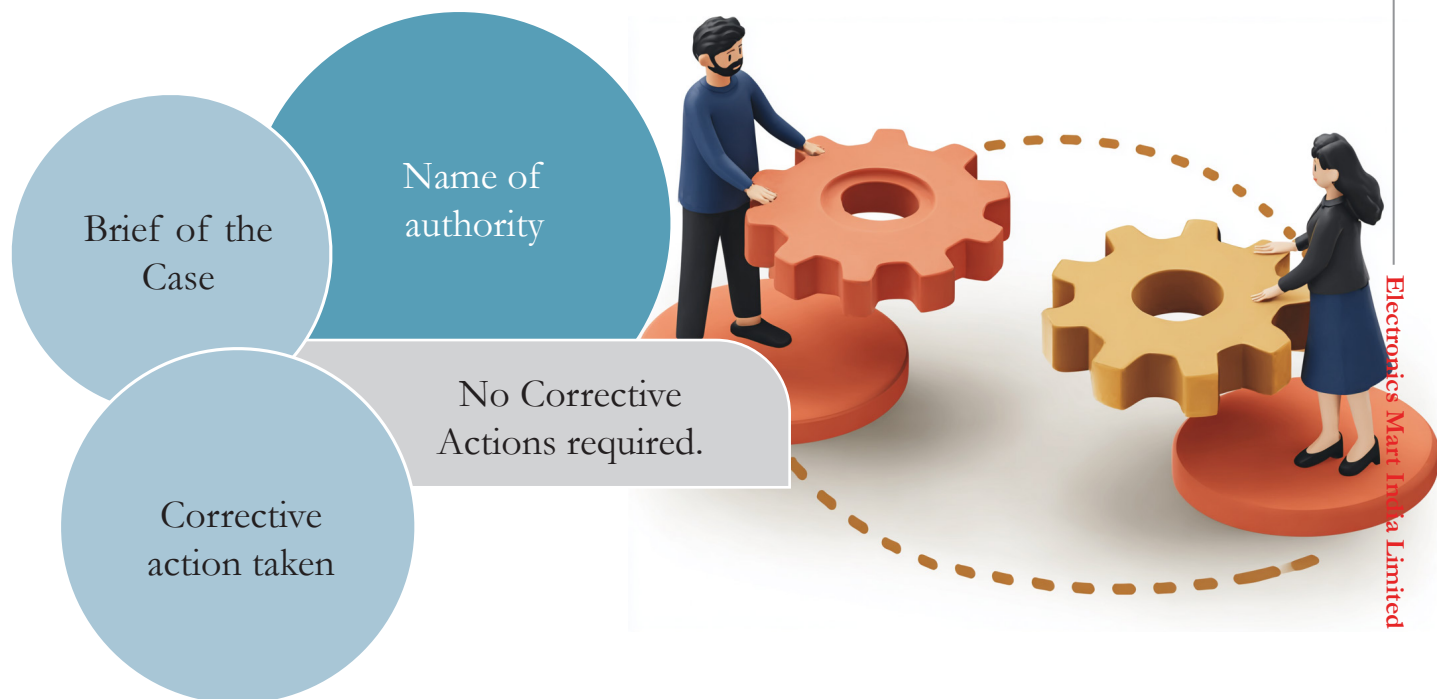 Name of
authority
Brief of the
Case
No Corrective
Actions required.
Corrective
action taken
Electronics Mart India Limited